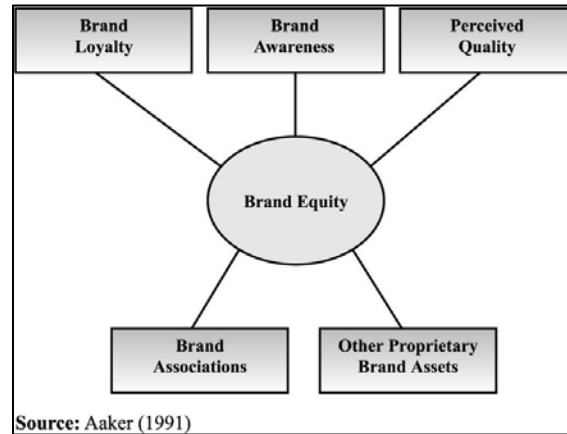 Brand
Loyalty
Brand
Awareness
Perceived
Quality
Brand Equity
Brand
Associations
Other Proprietary
Brand Assets
Source: Aaker (1991)